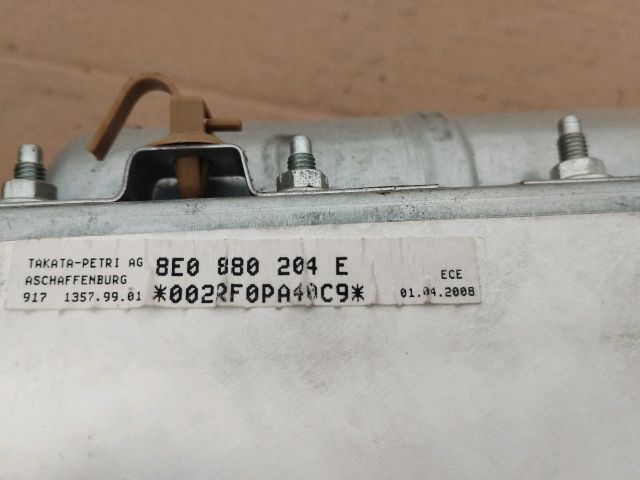 TAKATA-PETRI AG
ASCHAFFENBURG
917 1357.99.01
8E0 880 204 E
*002RF0PA40C9*
ECE
01.04.2008